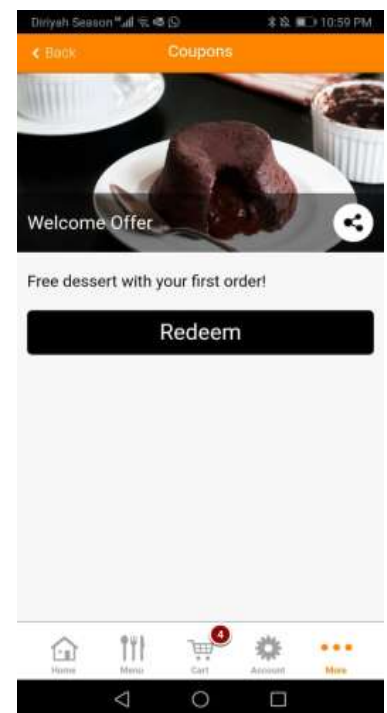 Diriyah Season 10:59 PM
Back Coupons
Welcome Offer
Free dessert with your first order!
Redeem
4
Home Menu Cart Account More